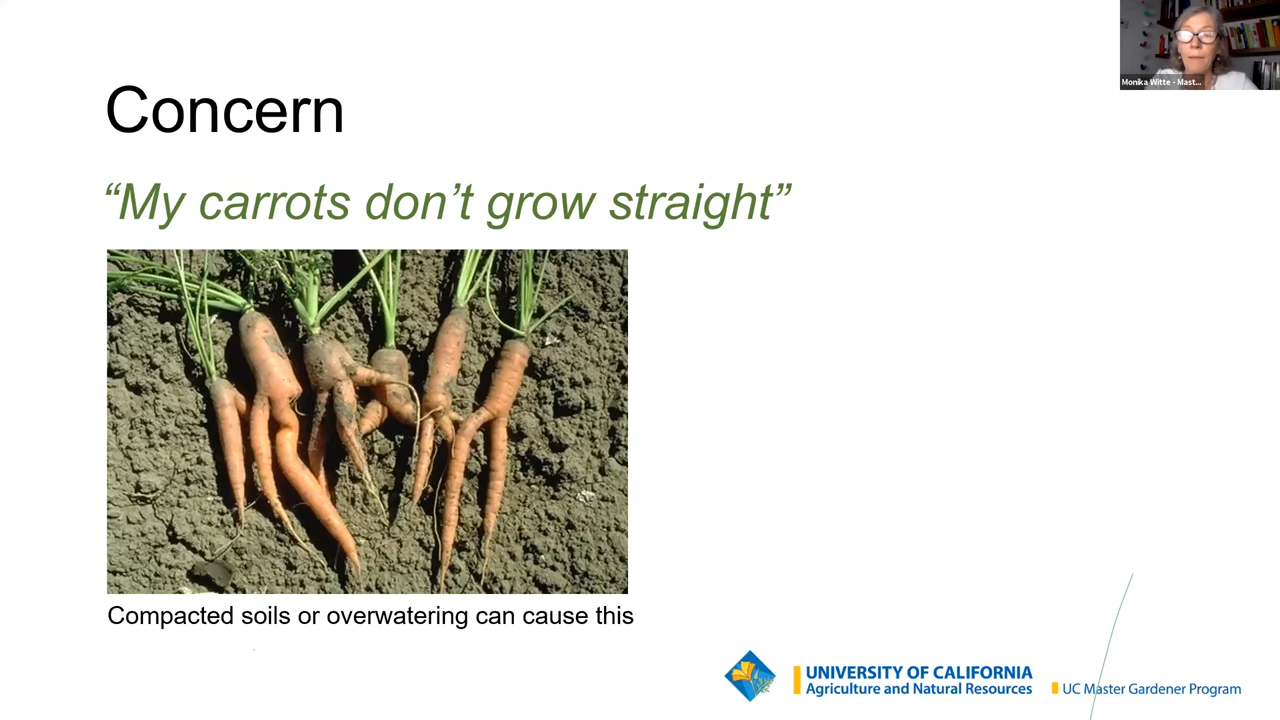 Monika Witte - Mast...
Concern
“My carrots don’t grow straight”
Compacted soils or overwatering can cause this
UNIVERSITY OF CALIFORNIA
Agriculture and Natural Resources
UC Master Gardener Program